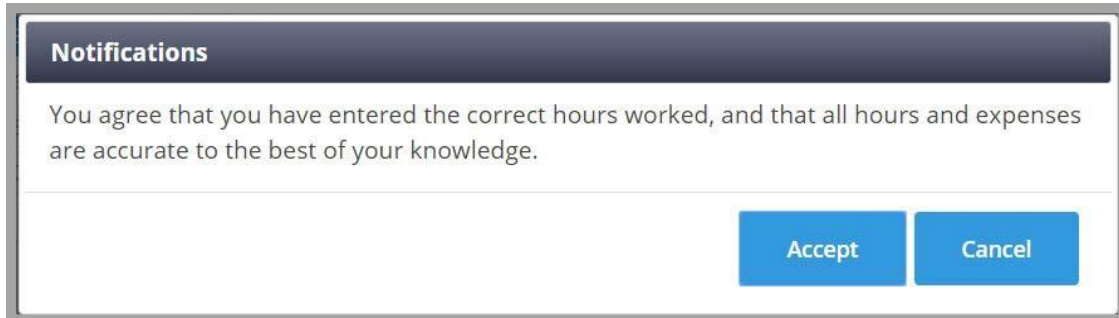 Notifications
You agree that you have entered the correct hours worked, and that all hours and expenses
are accurate to the best of your knowledge.
Accept Cancel